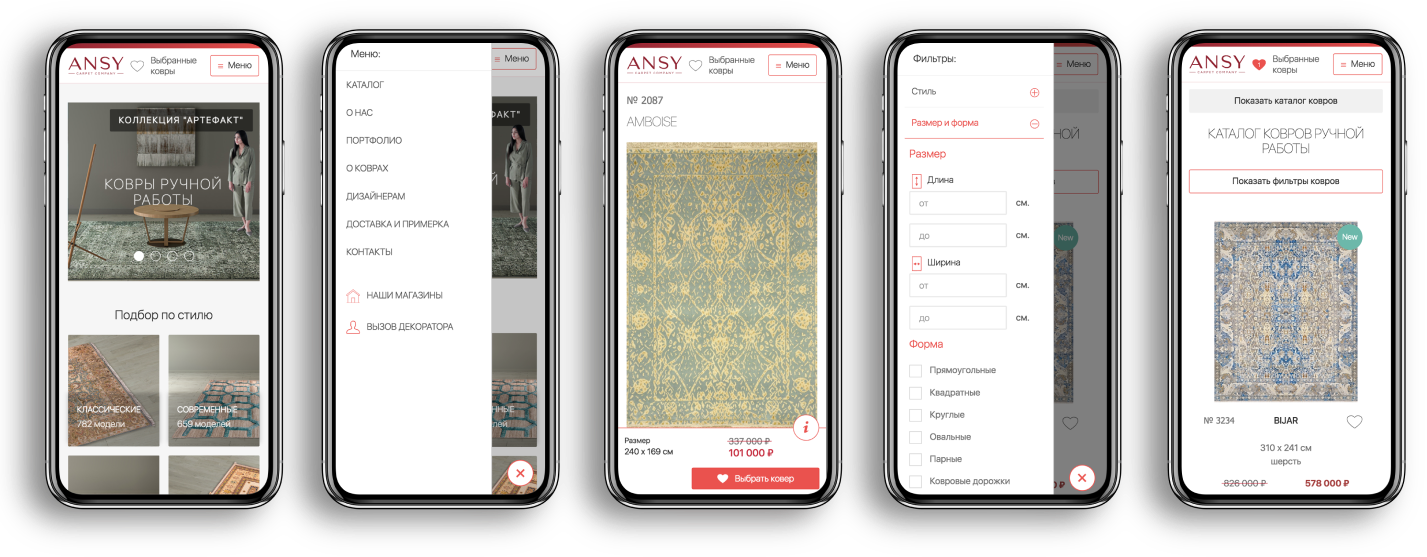 ANSY
CARPET COMPANY
Выбранные
ковры
Меню
КОЛЛЕКЦИЯ "АРТЕФАКТ"
КОВРЫ РУЧНОЙ
РАБОТЫ
Подбор по стилю
КЛАССИЧЕСКИЕ
782 модели
СОВРЕМЕННЫЕ
659 моделей
Меню:
КАТАЛОГ
О НАС
ПОРТФОЛИО
О КОВРАХ
ДИЗАЙНЕРАМ
ДОСТАВКА И ПРИМЕРКА
КОНТАКТЫ
НАШИ МАГАЗИНЫ
ВЫЗОВ ДЕКОРАТОРА
Меню
ANSY
CARPET COMPANY
Выбранные
ковры
Меню
№ 2087
AMBOISE
i
Размер
240 x 169 см
337 000 ₽
101 000 ₽
Выбрать ковер
Фильтры:
Стиль
Размер и форма
Размер
Длина
от
см.
до
см.
Ширина
от
см.
до
см.
Форма
Прямоугольные
Квадратные
Круглые
Овальные
Парные
Ковровые дорожки
Меню
New
ANSY
CARPET COMPANY
1
Выбранные
ковры
Меню
Показать каталог ковров
КАТАЛОГ КОВРОВ РУЧНОЙ
РАБОТЫ
Показать фильтры ковров
New
№ 3234
BIJAR
310 x 241 см
шерсть
826 000 ₽
578 000 ₽